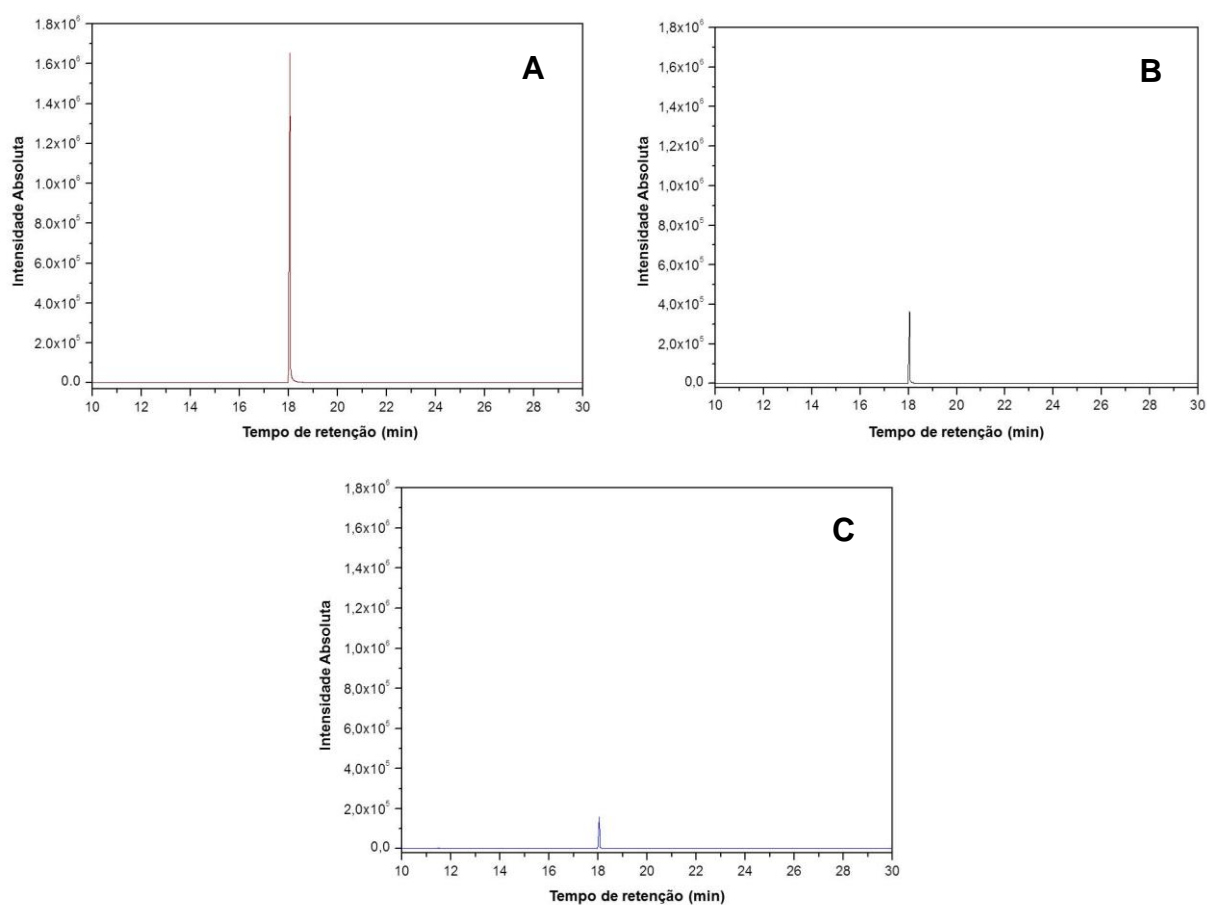 A
1.8x10⁶
1.6x10⁶
1.4x10⁶
1.2x10⁶
1.0x10⁶
8.0x10⁵
6.0x10⁵
4.0x10⁵
2.0x10⁵
0.0
Intensidade Absoluta
10 12 14 16 18 20 22 24 26 28 30
Tempo de retenção (min)
B
1,8x10⁶
1,6x10⁶
1,4x10⁶
1,2x10⁶
1,0x10⁶
8,0x10⁵
6,0x10⁵
4,0x10⁵
2,0x10⁵
0,0
Intensidade Absoluta
10 12 14 16 18 20 22 24 26 28 30
Tempo de retenção (min)
C
1,8x10⁶
1,6x10⁶
1,4x10⁶
1,2x10⁶
1,0x10⁶
8,0x10⁵
6,0x10⁵
4,0x10⁵
2,0x10⁵
0,0
Intensidade Absoluta
10 12 14 16 18 20 22 24 26 28 30
Tempo de retenção (min)